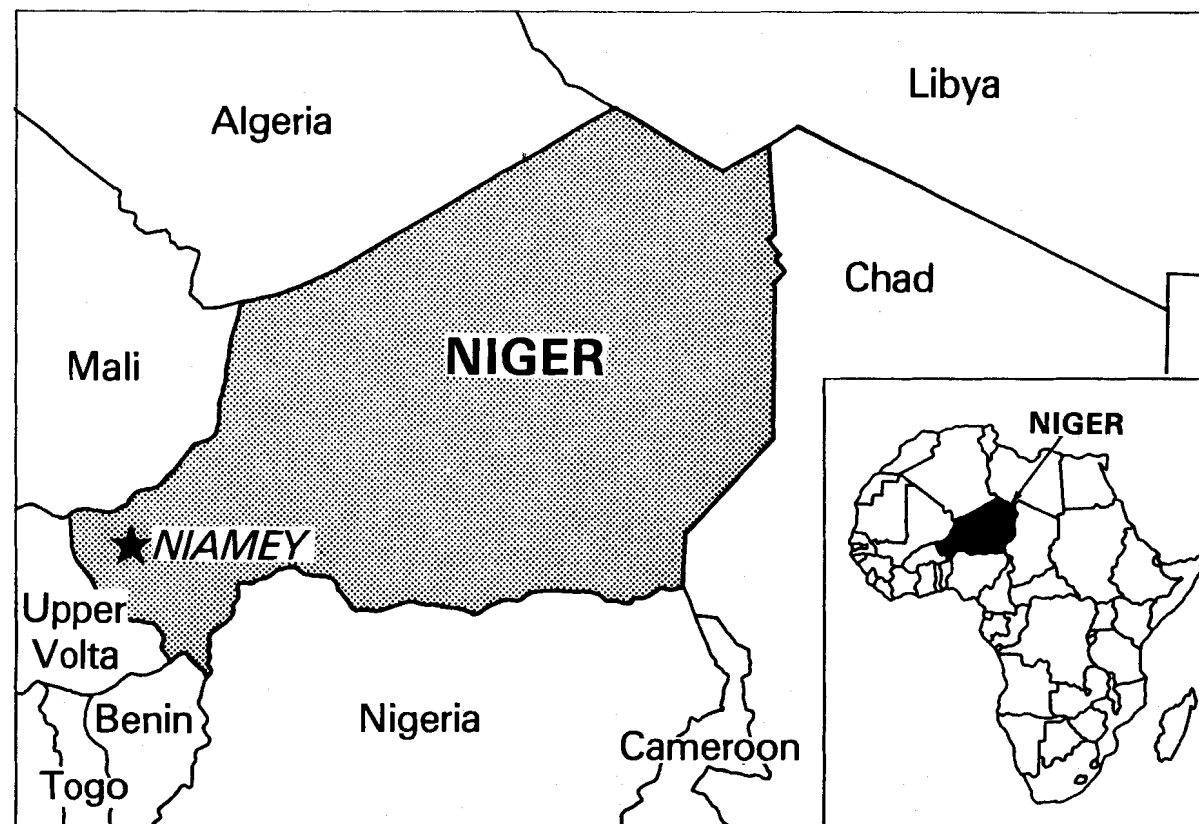 Libya
Algeria
Chad
Mali
NIGER
NIGER
NIAMEY
Upper
Volta
Benin
Nigeria
Cameroon
Togo